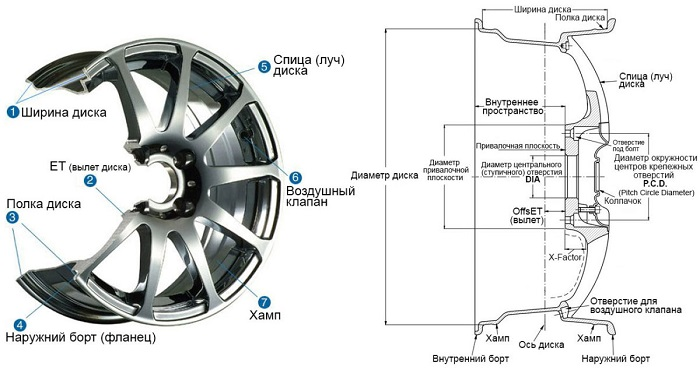 5 Спица (луч)
диска
1 Ширина диска
ET (вылет диска)
2
6
Воздушный
клапан
Полка диска
3
7
Хамп
4
Наружний борт (фланец)
Ширина диска
Полка диска
Спица (луч)
диска
Внутреннее
пространство
Привалочная плоскость
Отверстие
под болт
Диаметр диска
Диаметр
привалочной
плоскости
Диаметр центрального
(ступичного) отверстия
DIA
Диаметр окружности
центров крепежных
отверстий
P.C.D.
(Pitch Circle Diameter)
Колпачок
OffsET
(вылет)
X-Factor
Отверстие для
воздушного клапана
Хамп
Ось диска
Хамп
Внутренний борт
Наружний борт